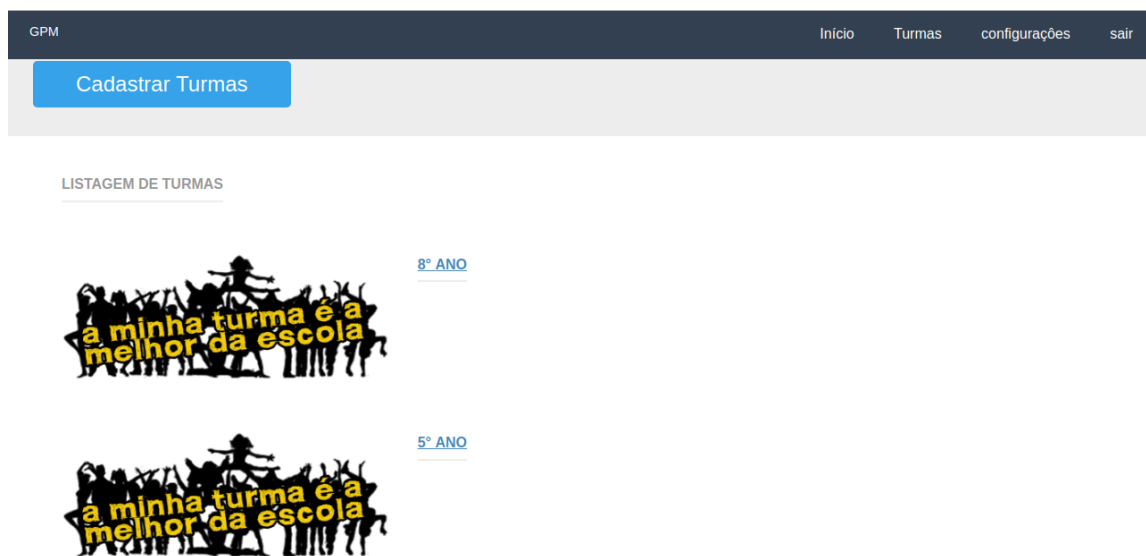 GPM
Início Turmas configurações sair
Cadastrar Turmas
LISTAGEM DE TURMAS
a minha turma é a
melhor da escola
8° ANO
a minha turma é a
melhor da escola
5° ANO